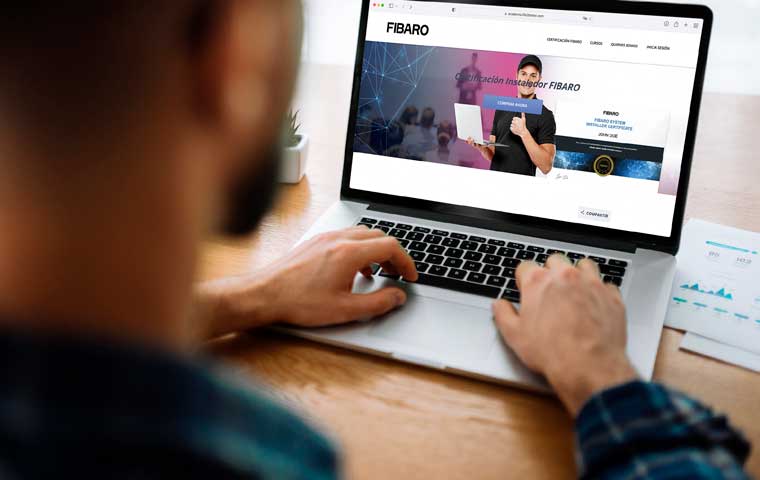 FIBARO
CERTIFICACIÓN FIBARO CURSOS QUIENES SOMOS INICIA SESIÓN
Certificación Instalador FIBARO
COMPRAR AHORA
FIBARO
FIBARO SYSTEM
INSTALLER CERTIFICATE
JOHN DOE
COMPARTIR